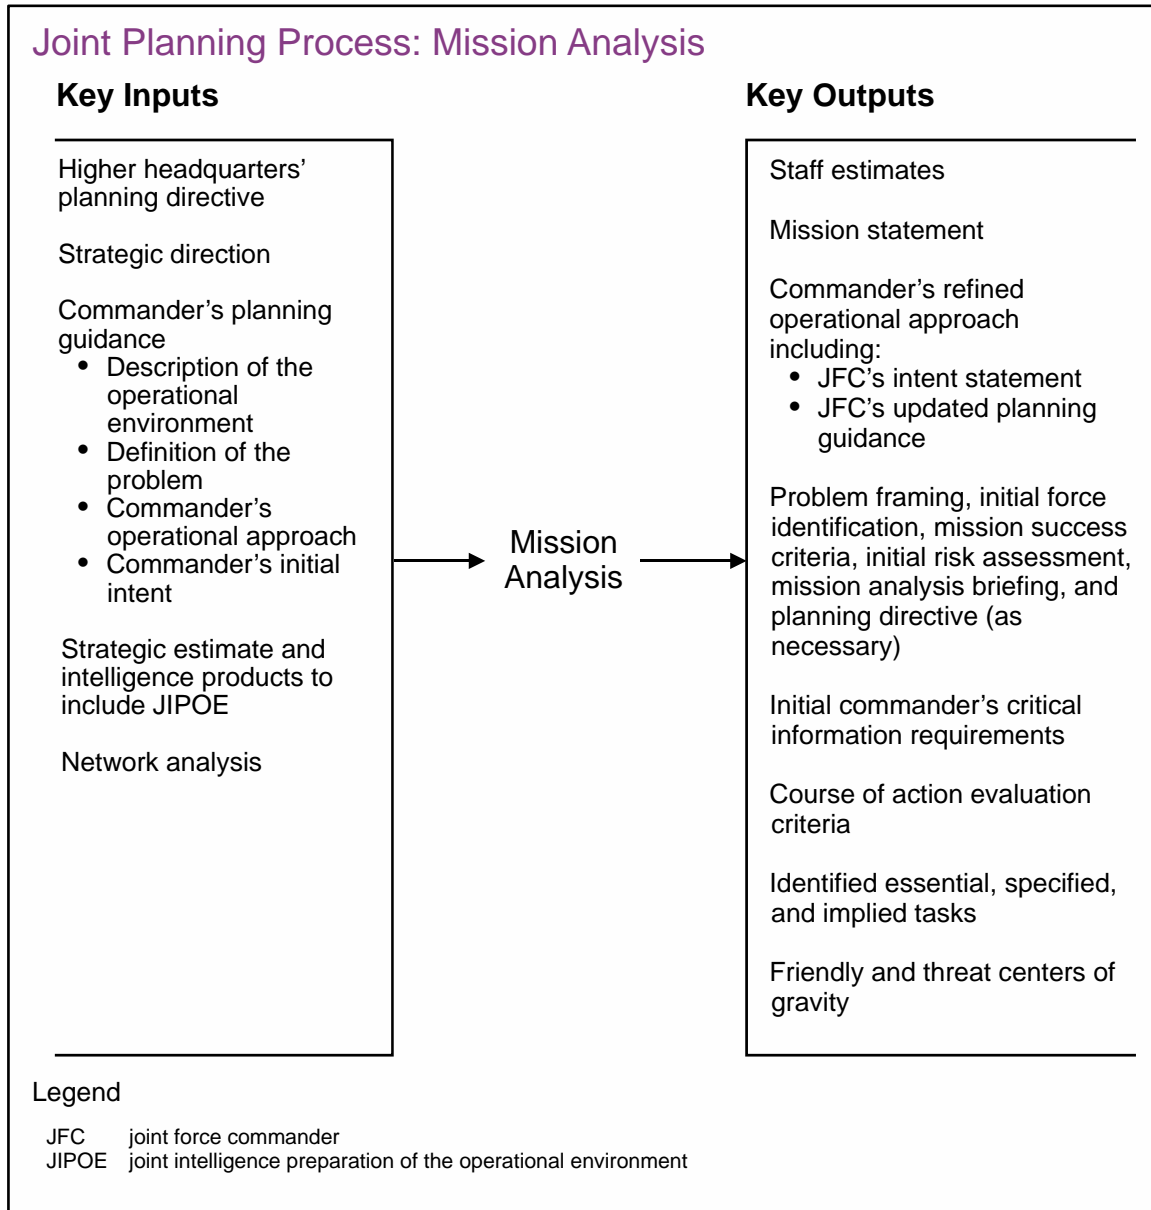 Joint Planning Process: Mission Analysis
Key Inputs
Higher headquarters’
planning directive
Strategic direction
Commander’s planning
guidance
• Description of the
operational
environment
• Definition of the
problem
• Commander’s
operational approach
• Commander’s initial
intent
Strategic estimate and
intelligence products to
include JIPOE
Network analysis
Mission
Analysis
Key Outputs
Staff estimates
Mission statement
Commander’s refined
operational approach
including:
• JFC’s intent statement
• JFC’s updated planning
guidance
Problem framing, initial force
identification, mission success
criteria, initial risk assessment,
mission analysis briefing, and
planning directive (as
necessary)
Initial commander’s critical
information requirements
Course of action evaluation
criteria
Identified essential, specified,
and implied tasks
Friendly and threat centers of
gravity
Legend
JFC joint force commander
JIPOE joint intelligence preparation of the operational environment